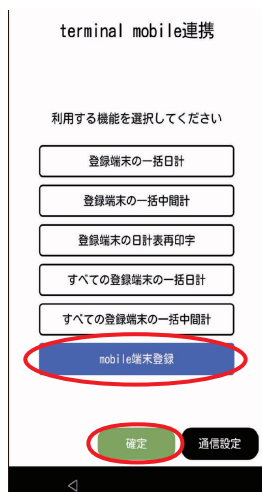 terminal mobile連携
利用する機能を選択してください
登録端末の一括日計
登録端末の一括中間計
登録端末の日計表再印字
すべての登録端末の一括日計
すべての登録端末の一括中間計
mobile端末登録
確定
通信設定